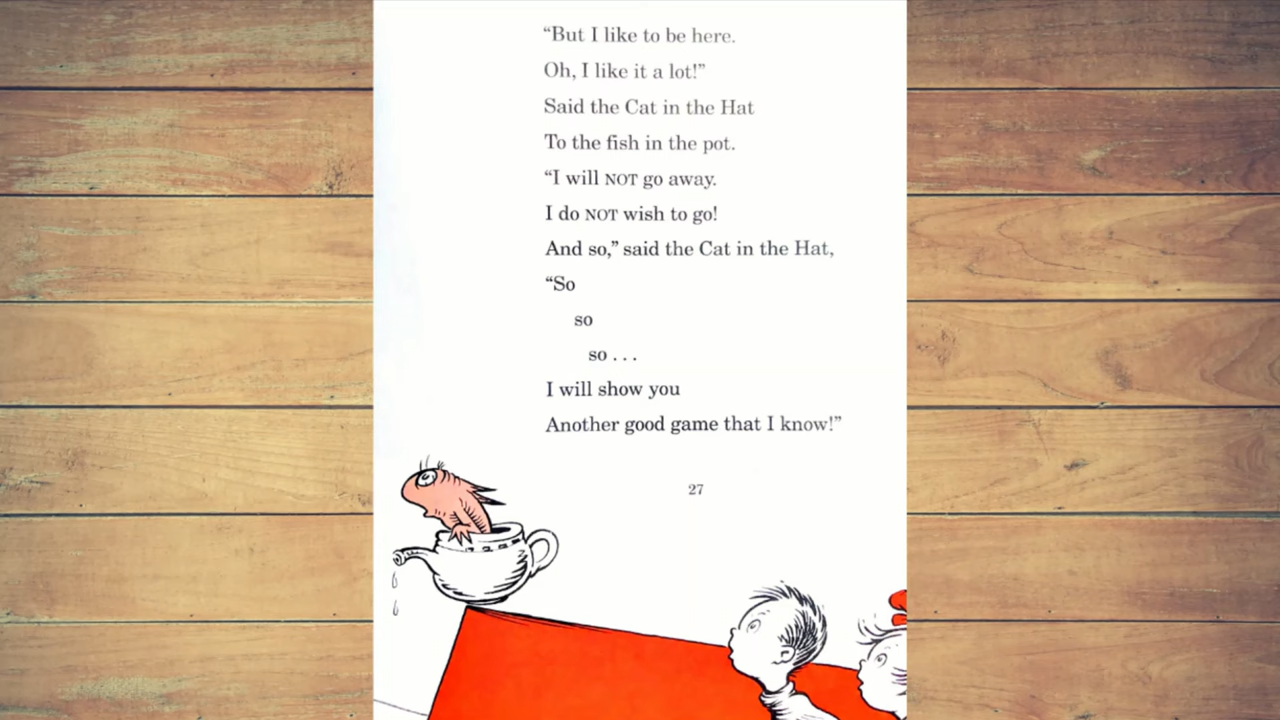 “But I like to be here.
Oh, I like it a lot!”
Said the Cat in the Hat
To the fish in the pot.
“I will NOT go away.
I do NOT wish to go!
And so,” said the Cat in the Hat,
“So
so
so . . .
I will show you
Another good game that I know!”
27